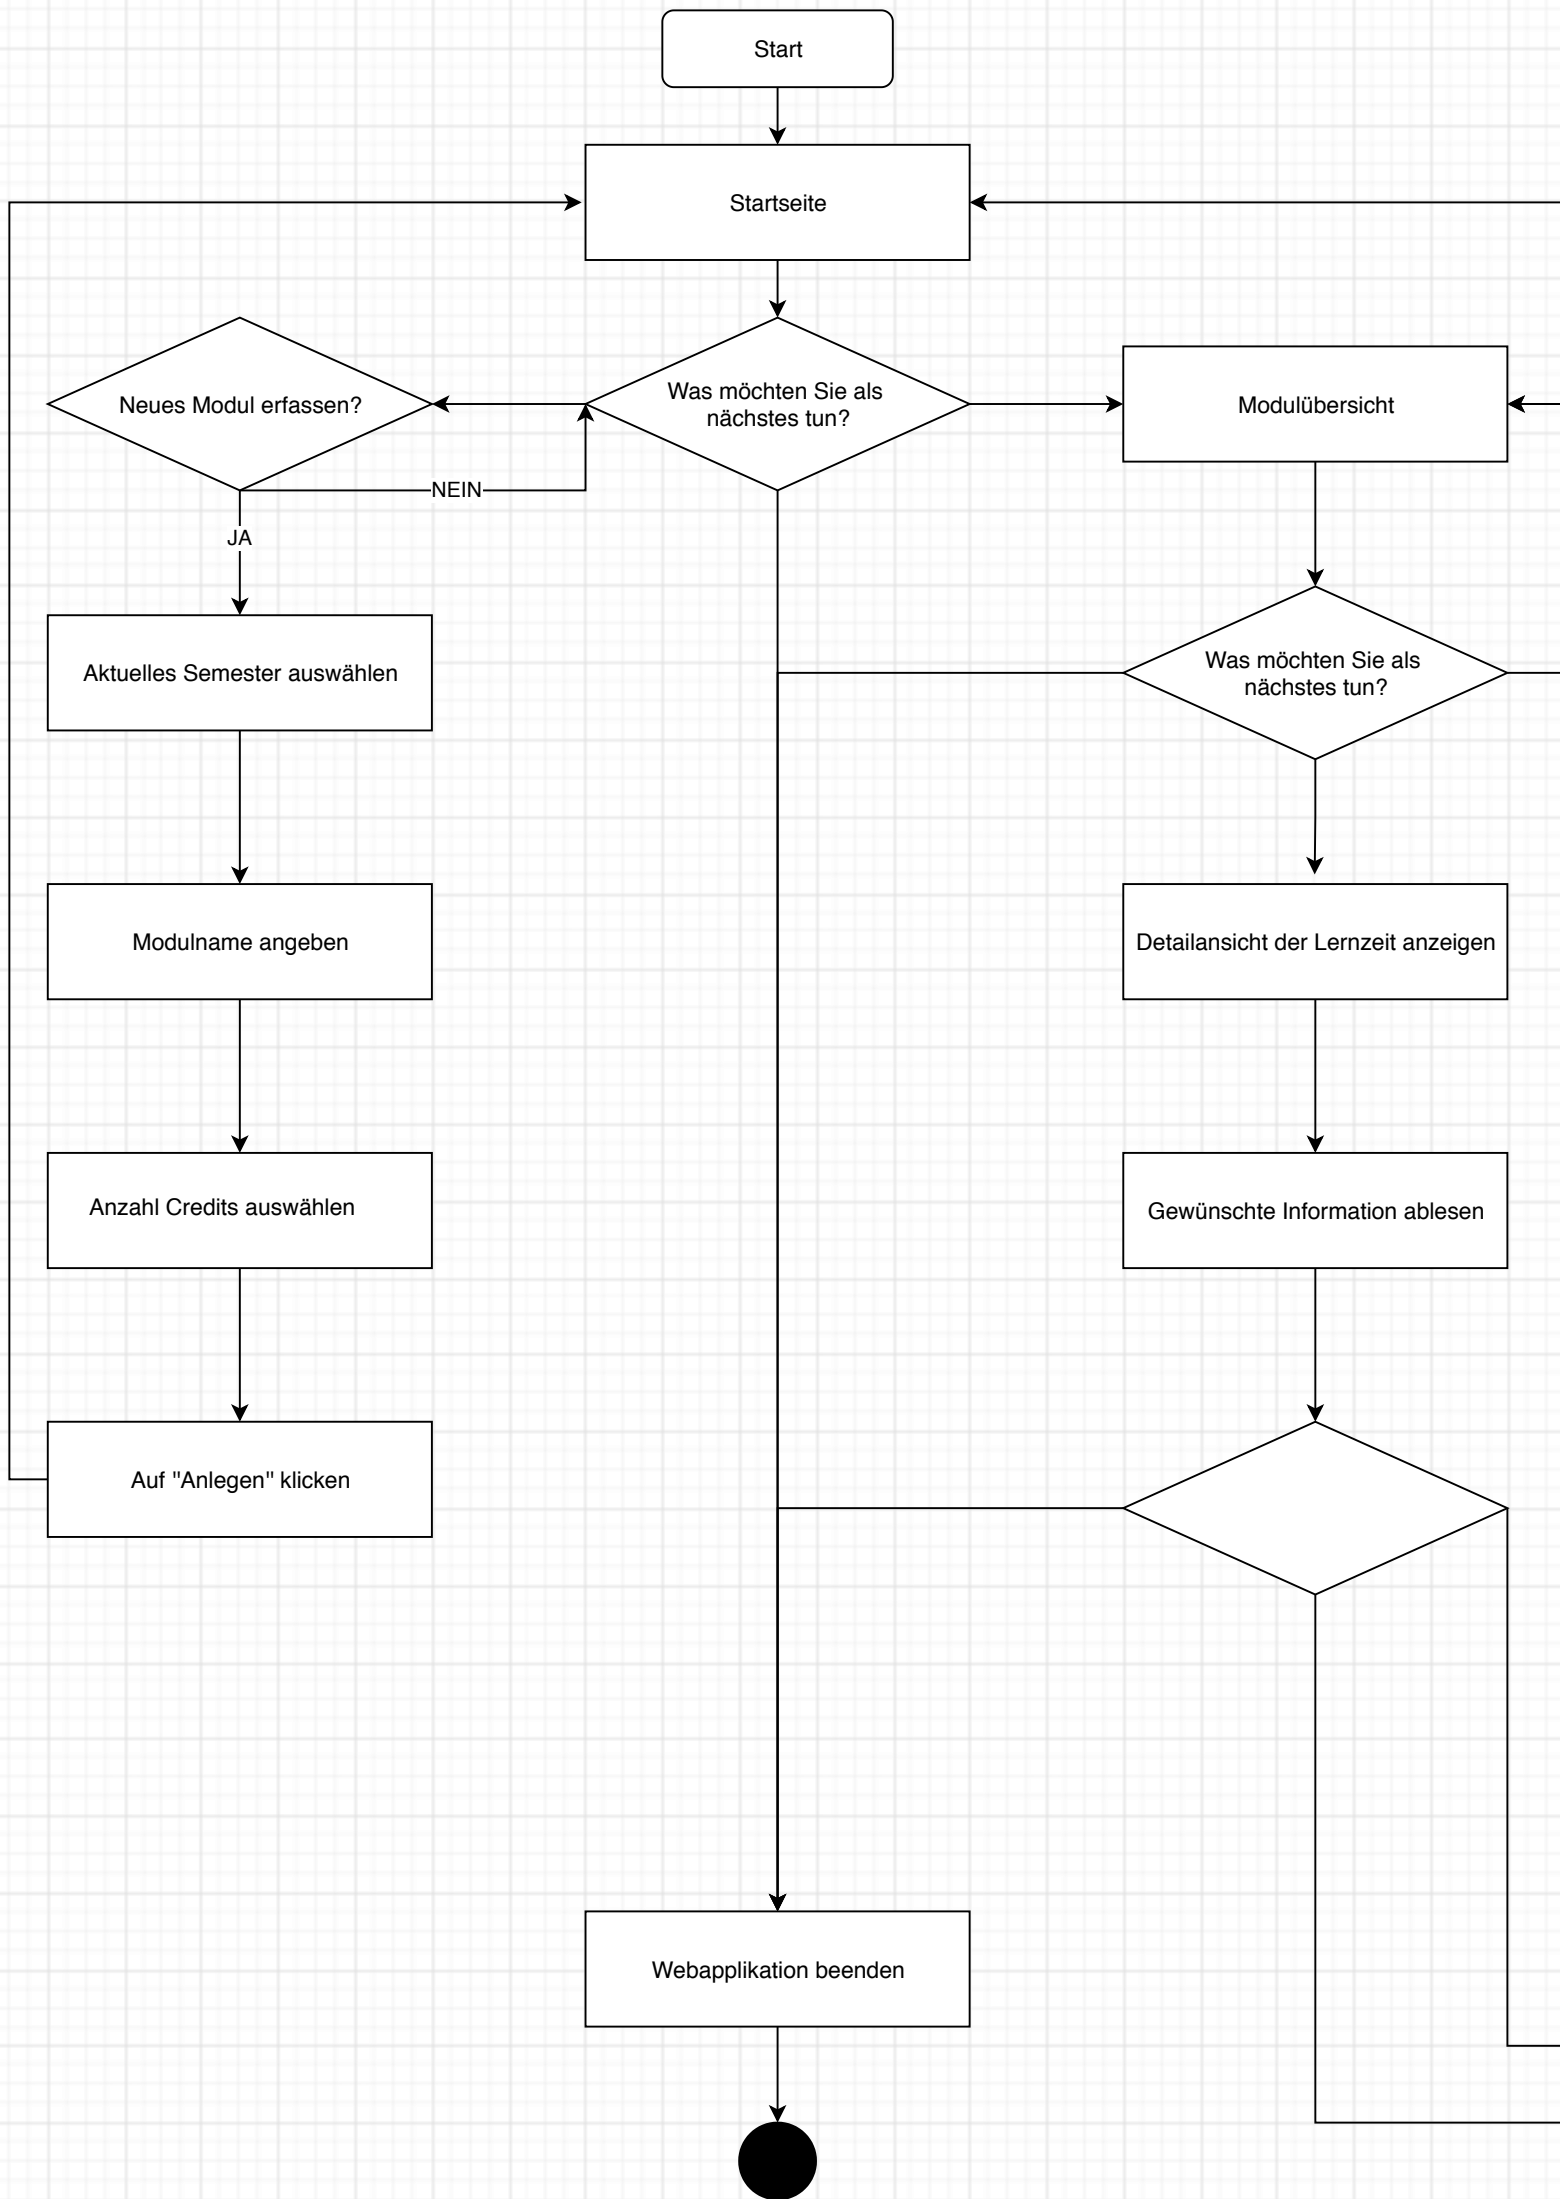 Start
Startseite
Neues Modul erfassen?
Was möchten Sie als
nächstes tun?
Modulübersicht
NEIN
JA
Aktuelles Semester auswählen
Was möchten Sie als
nächstes tun?
Modulname angeben
Detailansicht der Lernzeit anzeigen
Anzahl Credits auswählen
Gewünschte Information ablesen
Auf "Anlegen" klicken
Webapplikation beenden